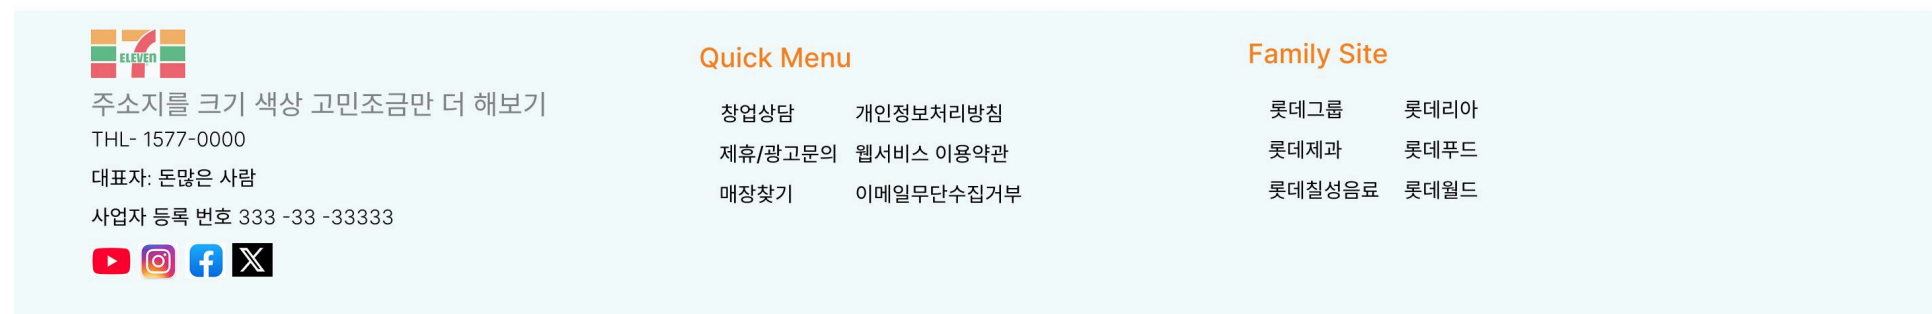 7 ELEVEN
주소지를 크기 색상 고민조금만 더 해보기
THL- 1577-0000
대표자: 돈많은 사람
사업자 등록 번호 333 -33 -33333
Quick Menu
창업상담 개인정보처리방침
제휴/광고문의 웹서비스 이용약관
매장찾기 이메일무단수집거부
Family Site
롯데그룹 롯데리아
롯데제과 롯데푸드
롯데칠성음료 롯데월드